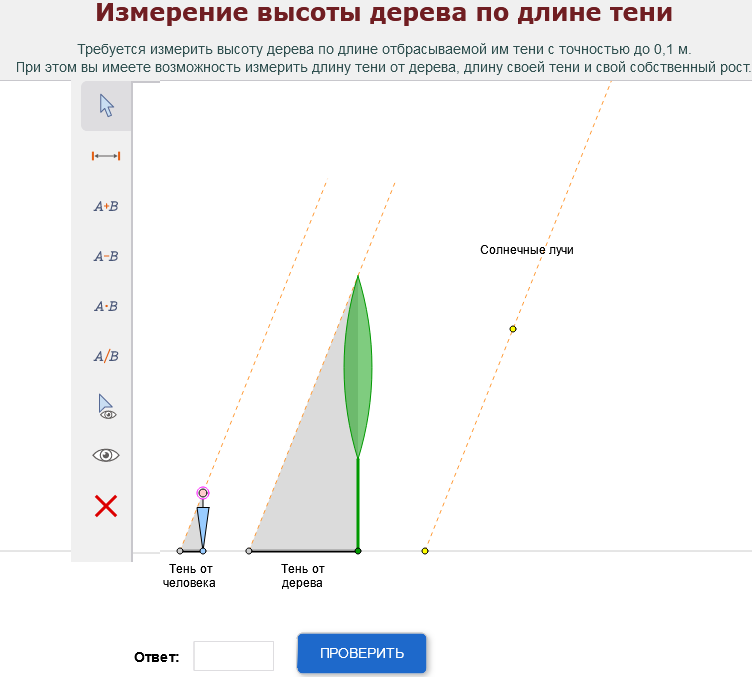 Измерение высоты дерева по длине тени
Требуется измерить высоту дерева по длине отбрасываемой им тени с точностью до 0,1 м.
При этом вы имеете возможность измерить длину тени от дерева, длину своей тени и свой собственный рост.
A+B
A-B
A·B
A/B
Солнечные лучи
Тень от
человека
Тень от
дерева
Ответ:
ПРОВЕРИТЬ